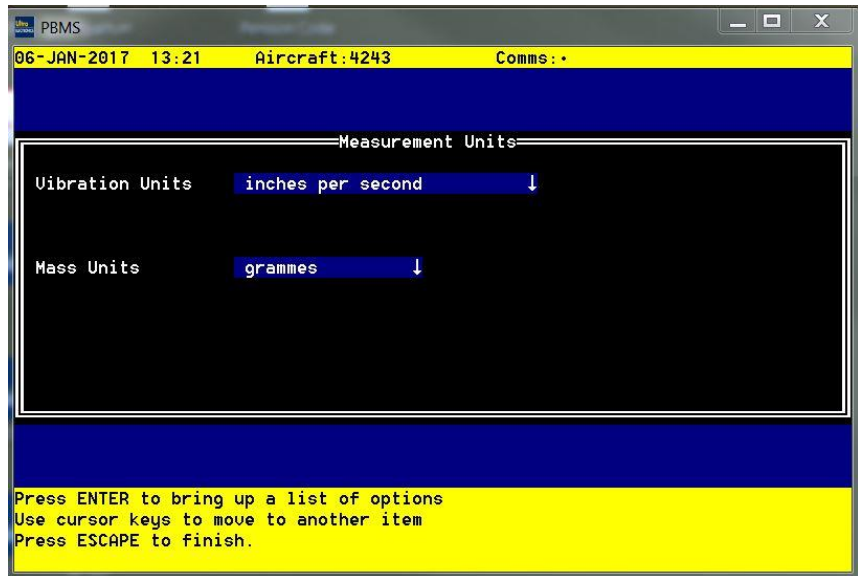 PBMS
06-JAN-2017 13:21 Aircraft:4243 Comms:·
Measurement Units
Vibration Units inches per second ↓
Mass Units grammes ↓
Press ENTER to bring up a list of options
Use cursor keys to move to another item
Press ESCAPE to finish.